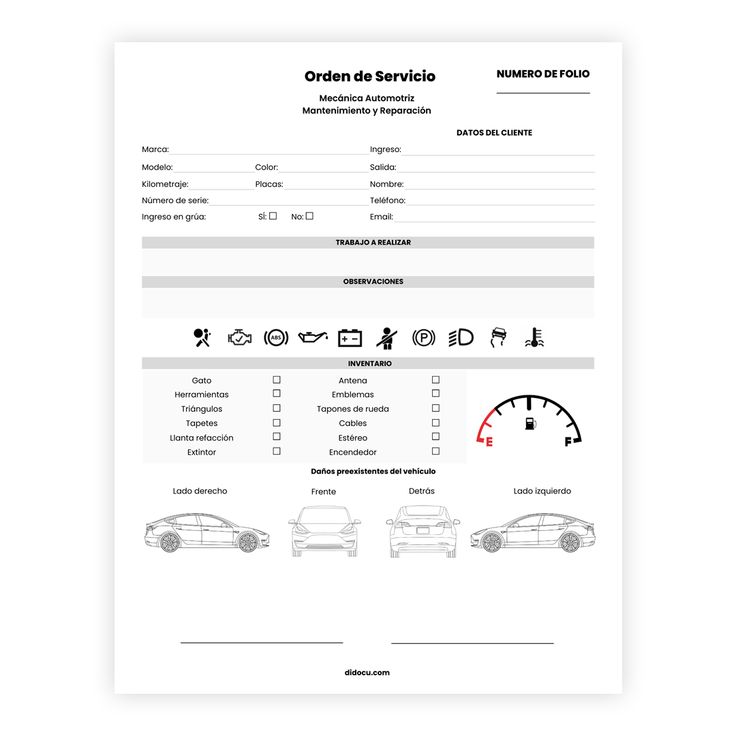 Orden de Servicio
NUMERO DE FOLIO
Mecánica Automotriz
Mantenimiento y Reparación
DATOS DEL CLIENTE
Marca: Ingreso:
Modelo: Color: Salida:
Kilometraje: Placas: Nombre:
Número de serie: Teléfono:
Ingreso en grúa: SÍ: No: Email:
TRABAJO A REALIZAR
OBSERVACIONES
ABS P
INVENTARIO
Gato Antena
Herramientas Emblemas
Triángulos Tapones de rueda
Tapetes Cables
Llanta refacción Estéreo
Extintor Encendedor
E F
Daños preexistentes del vehículo
Lado derecho Frente Detrás Lado izquierdo
didocu.com